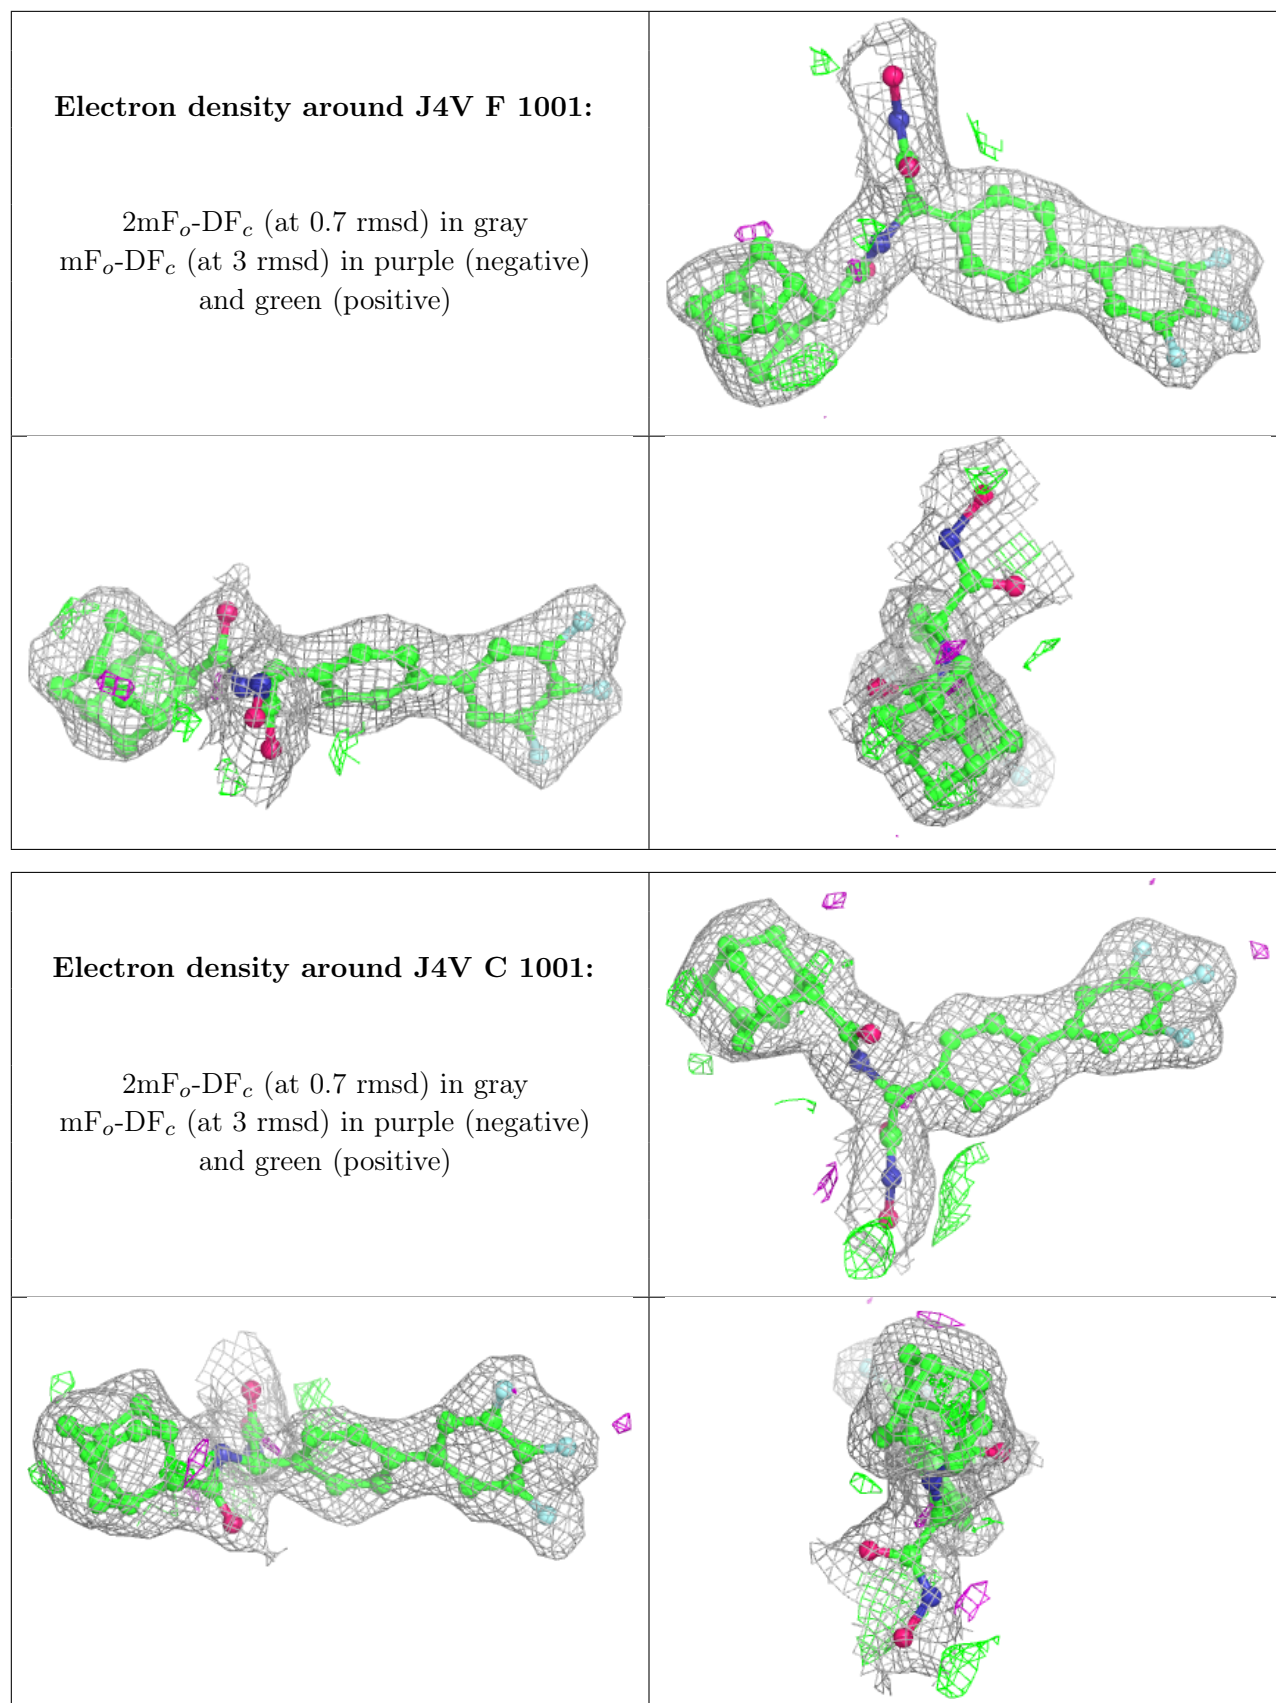 Electron density around J4V F 1001:
2mFₒ-DF𝒸 (at 0.7 rmsd) in gray
mFₒ-DF𝒸 (at 3 rmsd) in purple (negative)
and green (positive)
Electron density around J4V C 1001:
2mFₒ-DF𝒸 (at 0.7 rmsd) in gray
mFₒ-DF𝒸 (at 3 rmsd) in purple (negative)
and green (positive)